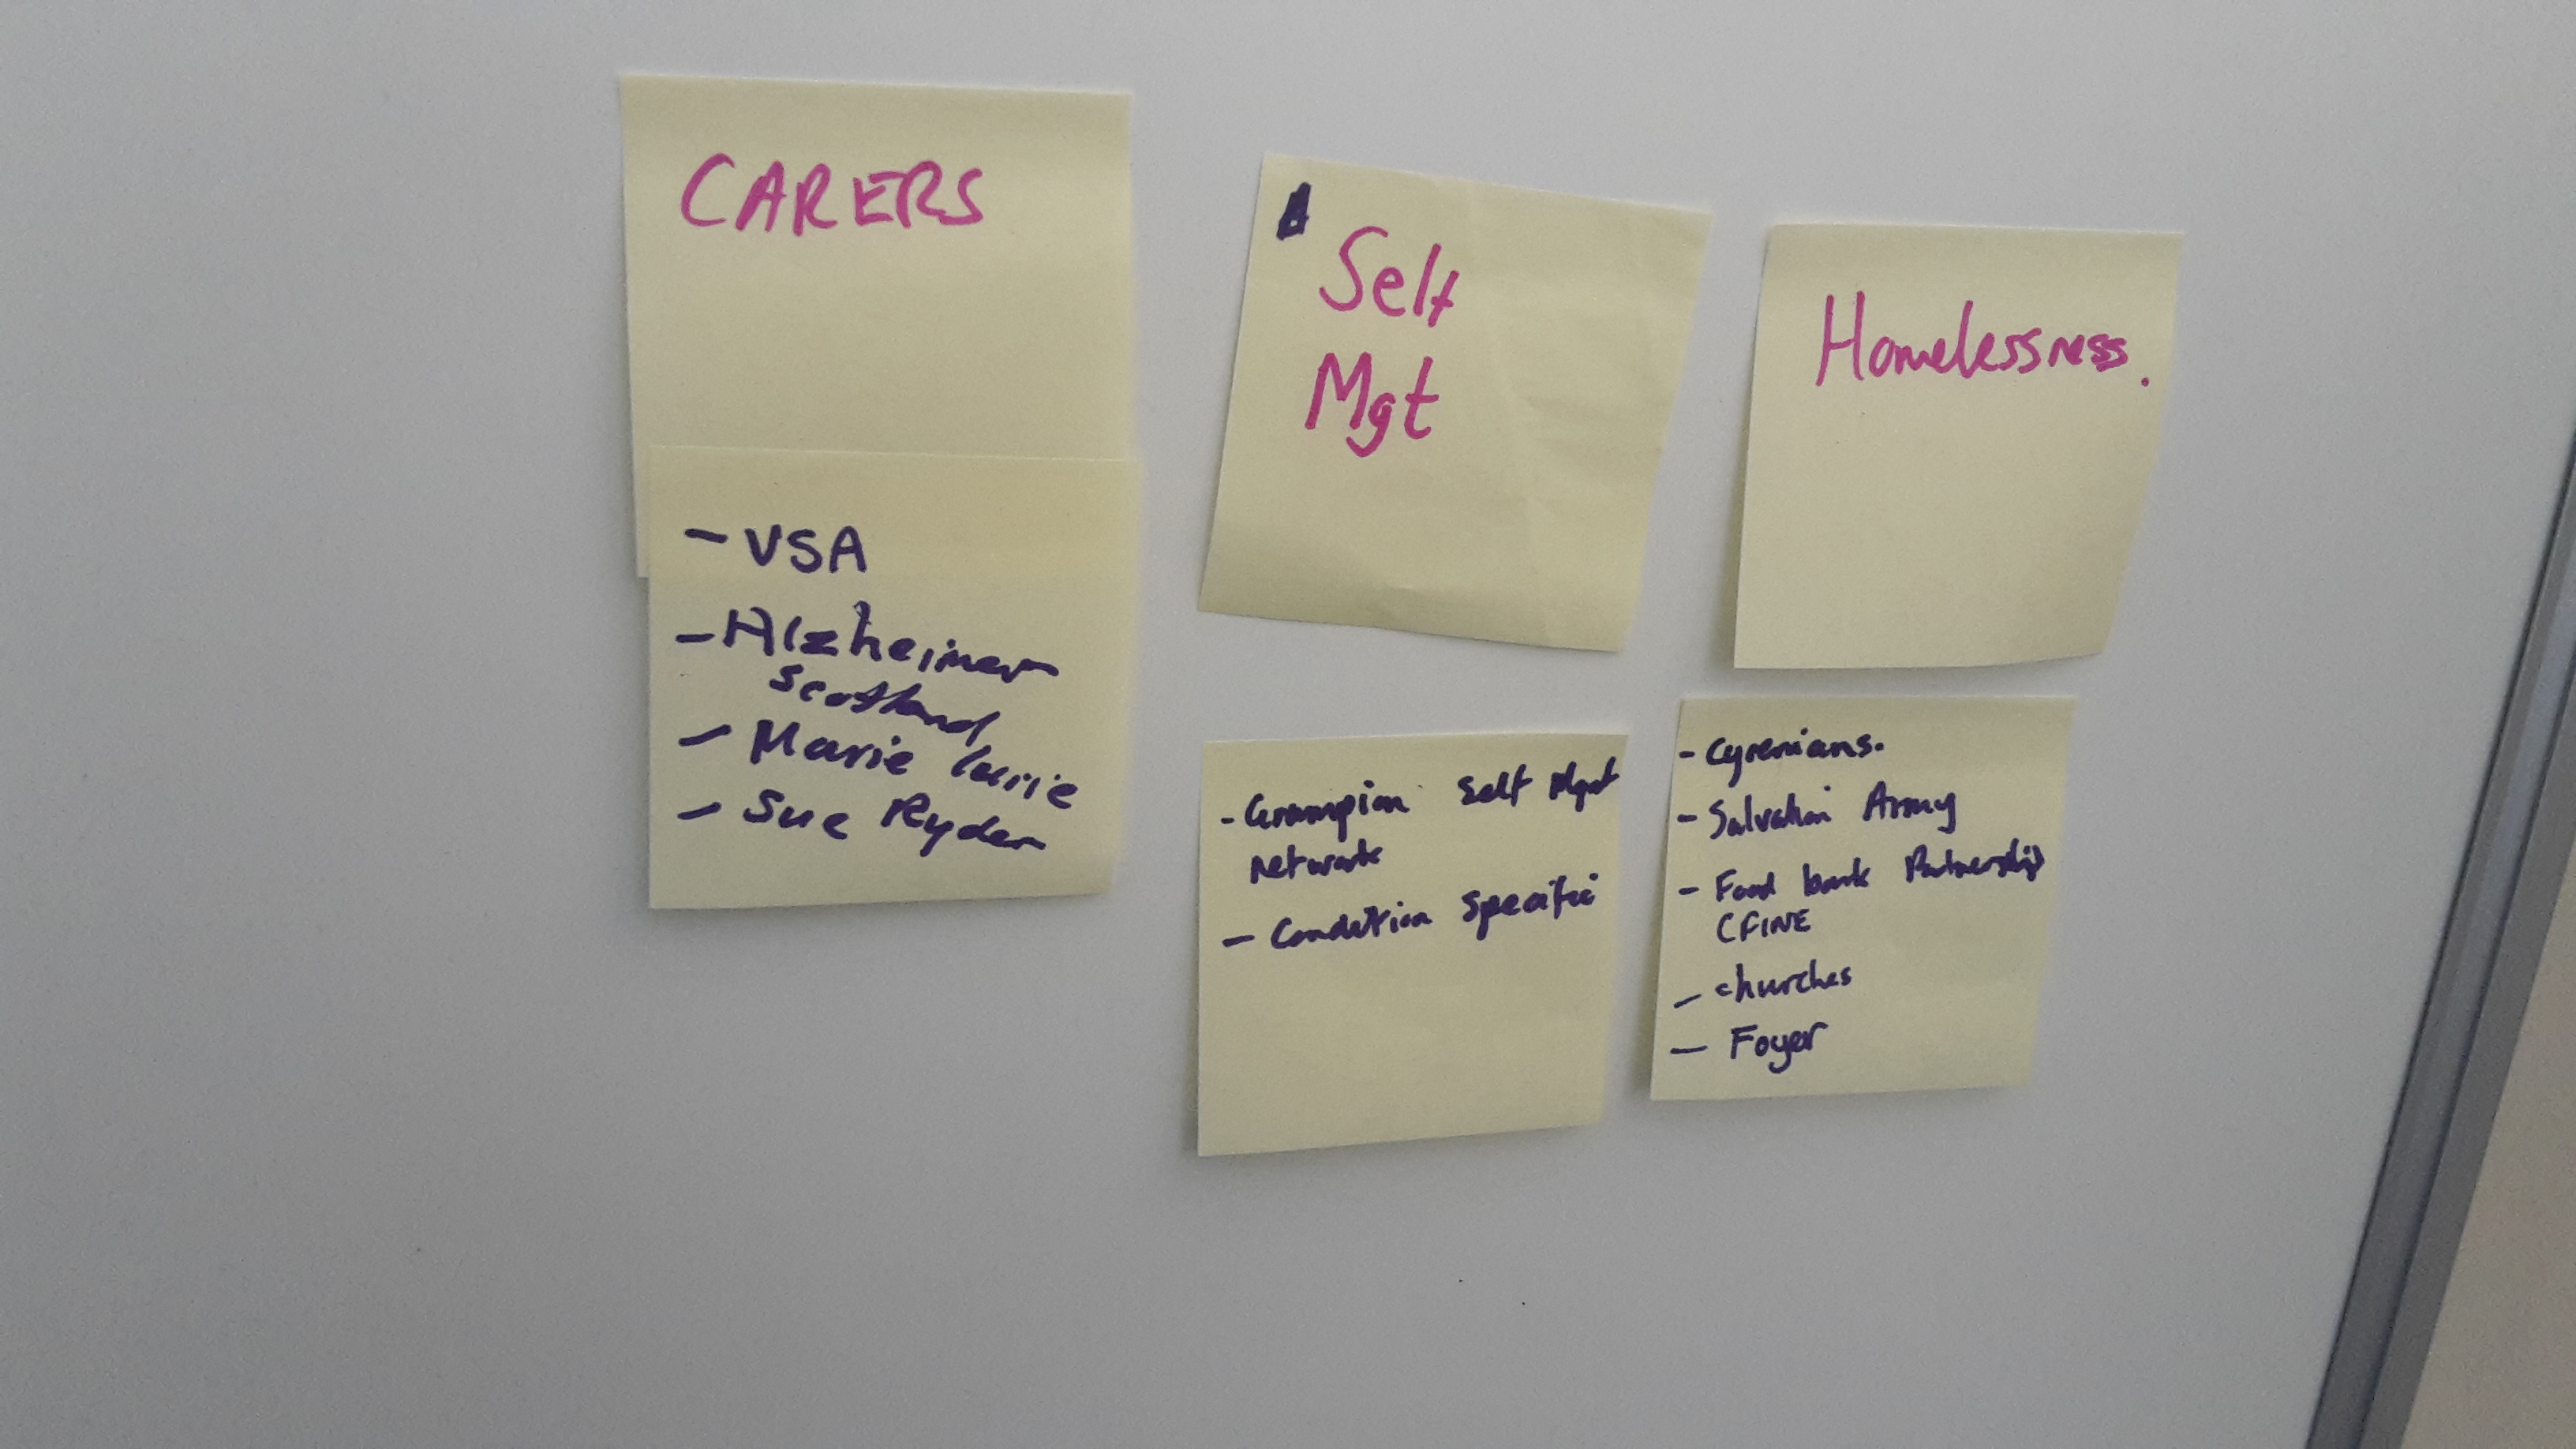 CARERS
- VSA
- Alzheimer
Scotland
- Marie Curie
- Sue Ryder
Self
Mgt
- Grampian Self Mgt
Network
- Condition Specific
Homelessness.
- Cyrenians.
- Salvation Army
- Food bank Partnership
CFINE
- churches
- Foyer